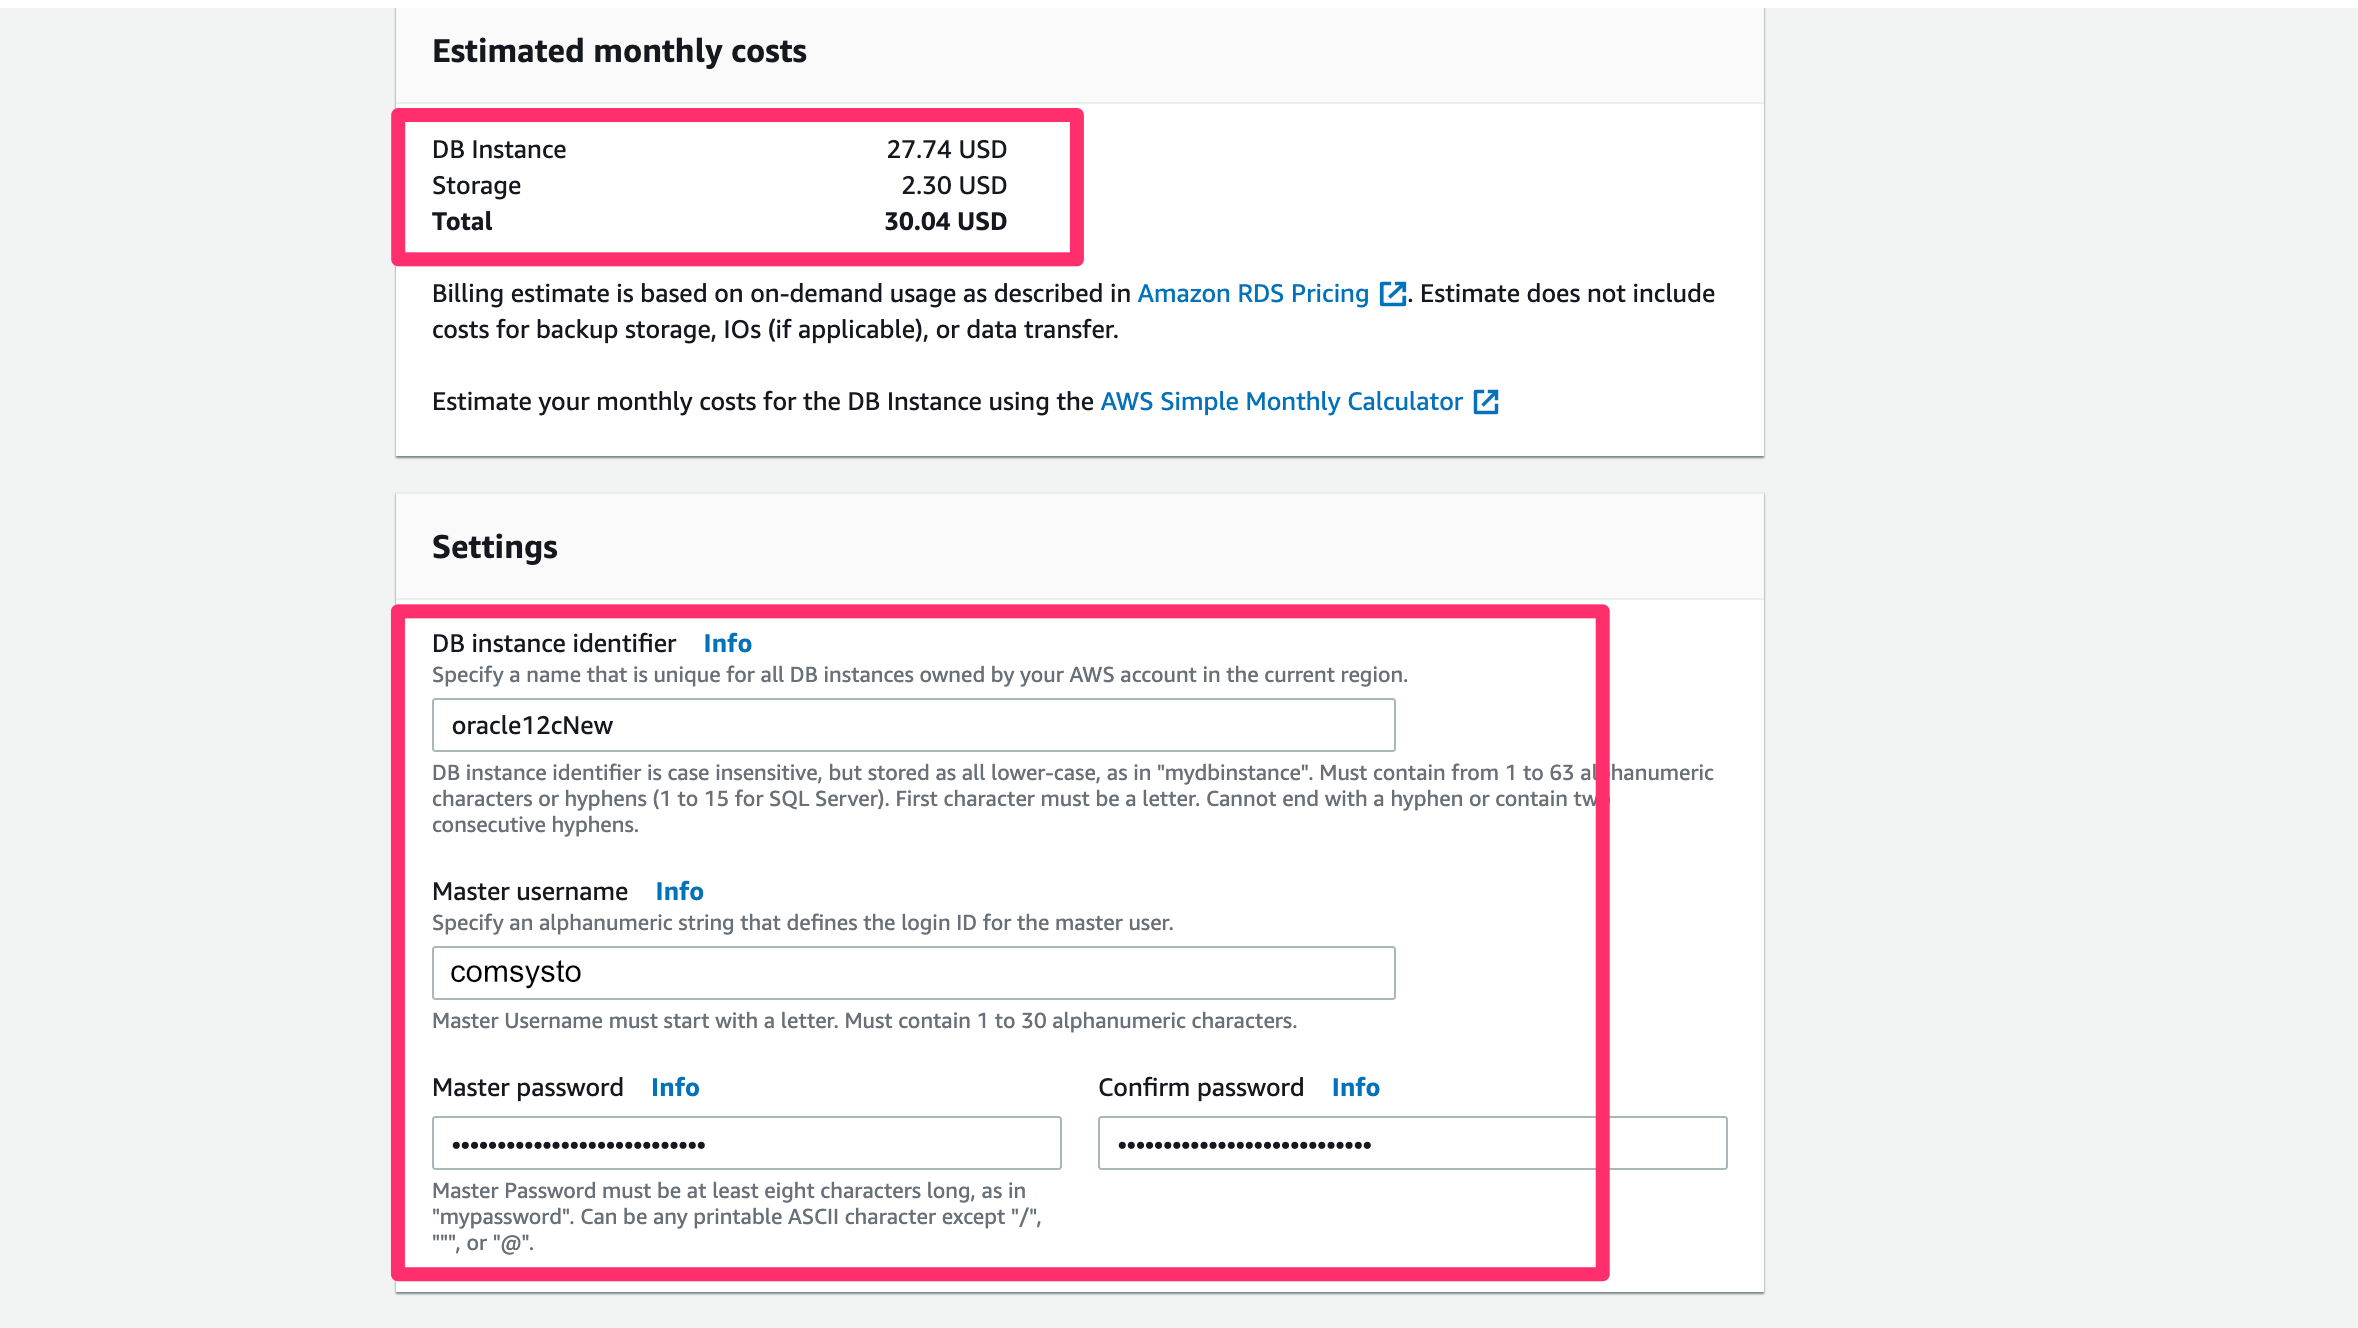 Estimated monthly costs
DB Instance 27.74 USD
Storage 2.30 USD
Total 30.04 USD
Billing estimate is based on on-demand usage as described in Amazon RDS Pricing . Estimate does not include
costs for backup storage, IOs (if applicable), or data transfer.
Estimate your monthly costs for the DB Instance using the AWS Simple Monthly Calculator
Settings
DB instance identifier Info
Specify a name that is unique for all DB instances owned by your AWS account in the current region.
oracle12cNew
DB instance identifier is case insensitive, but stored as all lower-case, as in "mydbinstance". Must contain from 1 to 63 alphanumeric
characters or hyphens (1 to 15 for SQL Server). First character must be a letter. Cannot end with a hyphen or contain two
consecutive hyphens.
Master username Info
Specify an alphanumeric string that defines the login ID for the master user.
comsysto
Master Username must start with a letter. Must contain 1 to 30 alphanumeric characters.
Master password Info
••••••••••••••••••••••••••••
Master Password must be at least eight characters long, as in
"mypassword". Can be any printable ASCII character except "/",
""", or "@".
Confirm password Info
••••••••••••••••••••••••••••